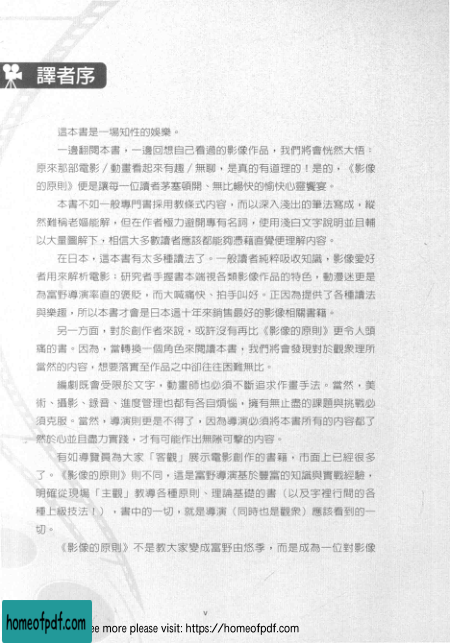 譯者序
這本書是一場知性的娛樂。
一邊翻閱本書，一邊回想自己看過的影像作品，我們將會恍然大悟：
原來那部電影／動畫看起來有趣／無聊，是真的有道理的！是的，《影像
的原則》便是讓每一位讀者茅塞頓開、無比暢快的愉快心靈饗宴。
本書不如一般專門書採用教條式內容，而以深入淺出的筆法寫成，縱
然難稱老嫗能解，但在作者極力避開專有名詞，使用淺白文字說明並且輔
以大量圖解下，相信大多數讀者應該都能夠憑藉直覺便理解內容。
在日本，這本書有太多種讀法了。一般讀者純粹吸收知識，影像愛好
者用來解析電影；研究者手握書本端視各類影像作品的特色，動漫迷更是
為富野導演率直的褒貶，而大喊痛快、拍手叫好。正因為提供了各種讀法
與樂趣，所以本書才會是日本這十年來銷售最好的影像相關書籍。
另一方面，對於創作者來說，或許沒有再比《影像的原則》更令人頭
痛的書。因為，當轉換一個角色來閱讀本書，我們將會發現對於觀眾理所
當然的內容，想要落實至作品之中卻往往困難無比。
編劇既會受限於文字，動畫師也必須不斷追求作畫手法。當然，美
術、攝影、錄音、進度管理也都有各自煩惱，擁有無止盡的課題與挑戰必
須克服。當然，導演則更是不得了，因為導演必須將本書所有的內容都了
然於心並且盡力實踐，才有可能作出無隙可擊的內容。
有如導覽員為大家「客觀」展示電影創作的書籍，市面上已經很多
了。《影像的原則》則不同，這是富野導演基於豐富的知識與實戰經驗，
明確從現場「主觀」教導各種原則、理論基礎的書（以及字裡行間的各
種上級技法！），書中的一切，就是導演（同時也是觀眾）應該看到的一
切。
《影像的原則》不是教大家變成富野由悠季，而是成為一位對影像
v
homeofpdf.com
ee more please visit: https://homeofpdf.com